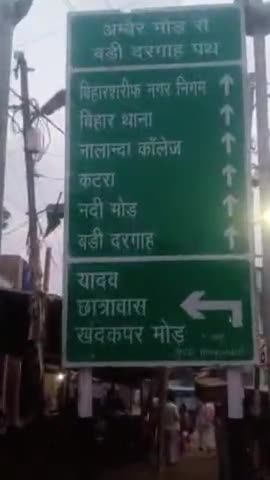 अम्बेर मोड़ से
बड़ी दरगाह पथ
बिहारशरीफ नगर निगम
बिहार थाना
नालान्दा कॉलेज
कटरा
नदी मोड
बडी दरगाह
यादव
छात्रावास
खंदकपर मोड़